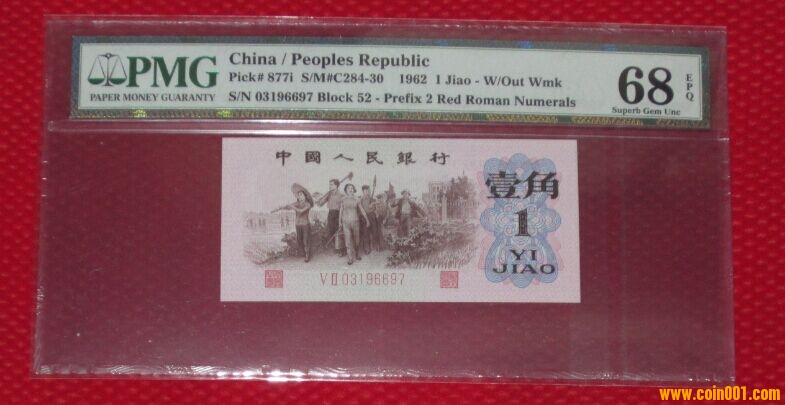 PMG
PAPER MONEY GUARANTY
China / Peoples Republic
Pick# 877i S/M#C284-30 1962 1 Jiao - W/Out Wmk
S/N 03196697 Block 52 - Prefix 2 Red Roman Numerals
68 EPQ
Superb Gem Unc
中國人民銀行
壹角
1
YI
JIAO
V II 03196697
www.coin001.com